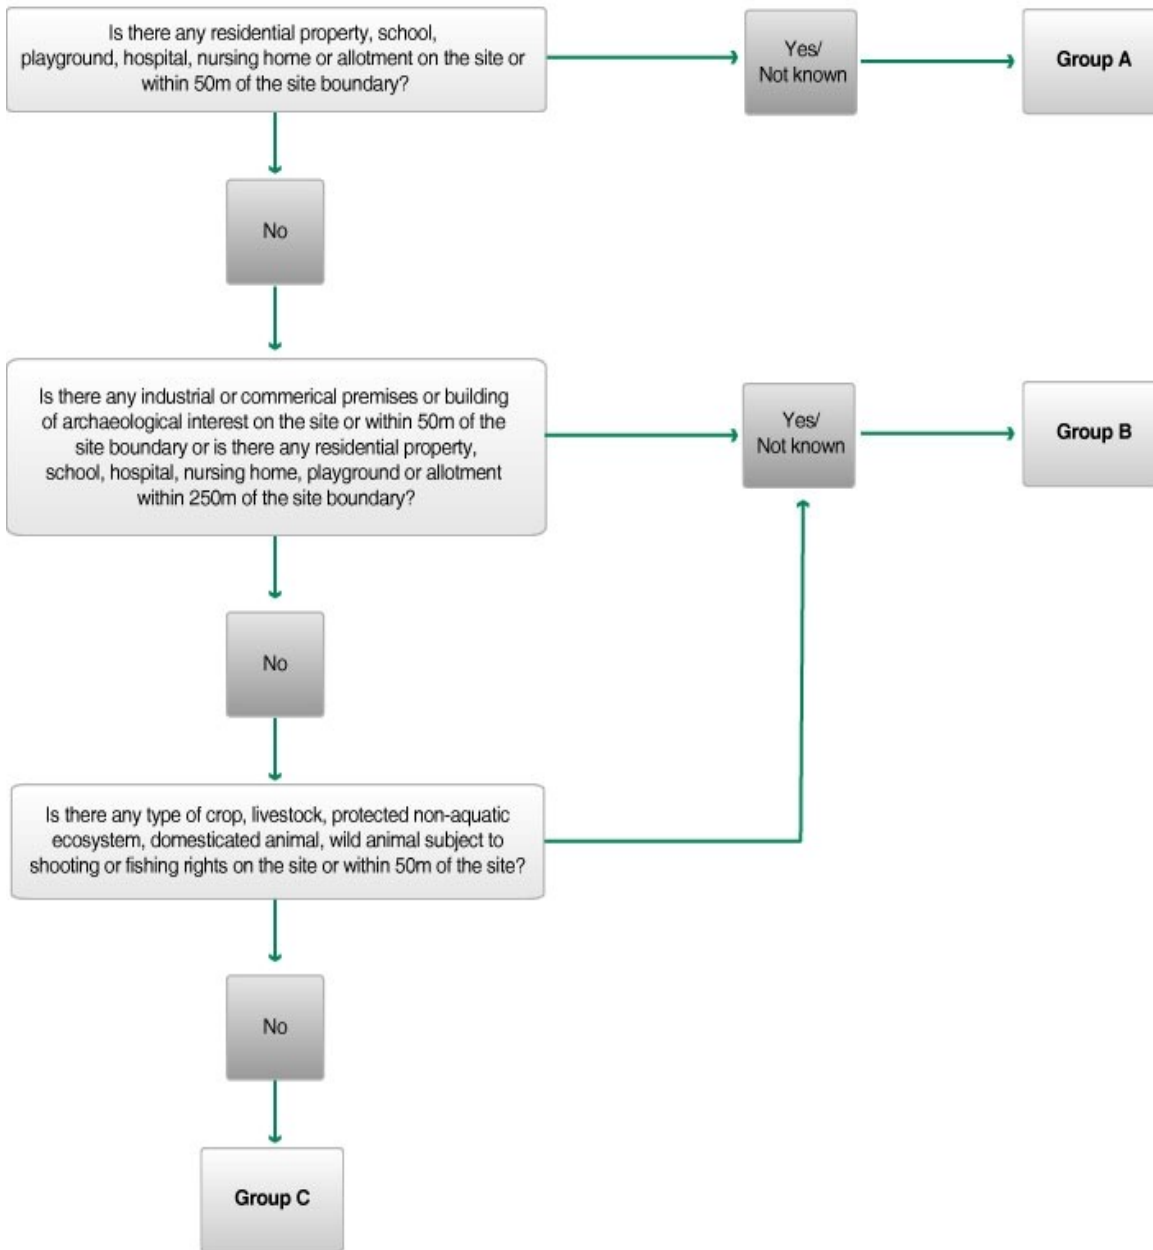 Is there any residential property, school,
playground, hospital, nursing home or allotment on the site or
within 50m of the site boundary?
Yes/
Not known
Group A
No
Is there any industrial or commerical premises or building
of archaeological interest on the site or within 50m of the
site boundary or is there any residential property,
school, hospital, nursing home, playground or allotment
within 250m of the site boundary?
Yes/
Not known
Group B
No
Is there any type of crop, livestock, protected non-aquatic
ecosystem, domesticated animal, wild animal subject to
shooting or fishing rights on the site or within 50m of the site?
No
Group C